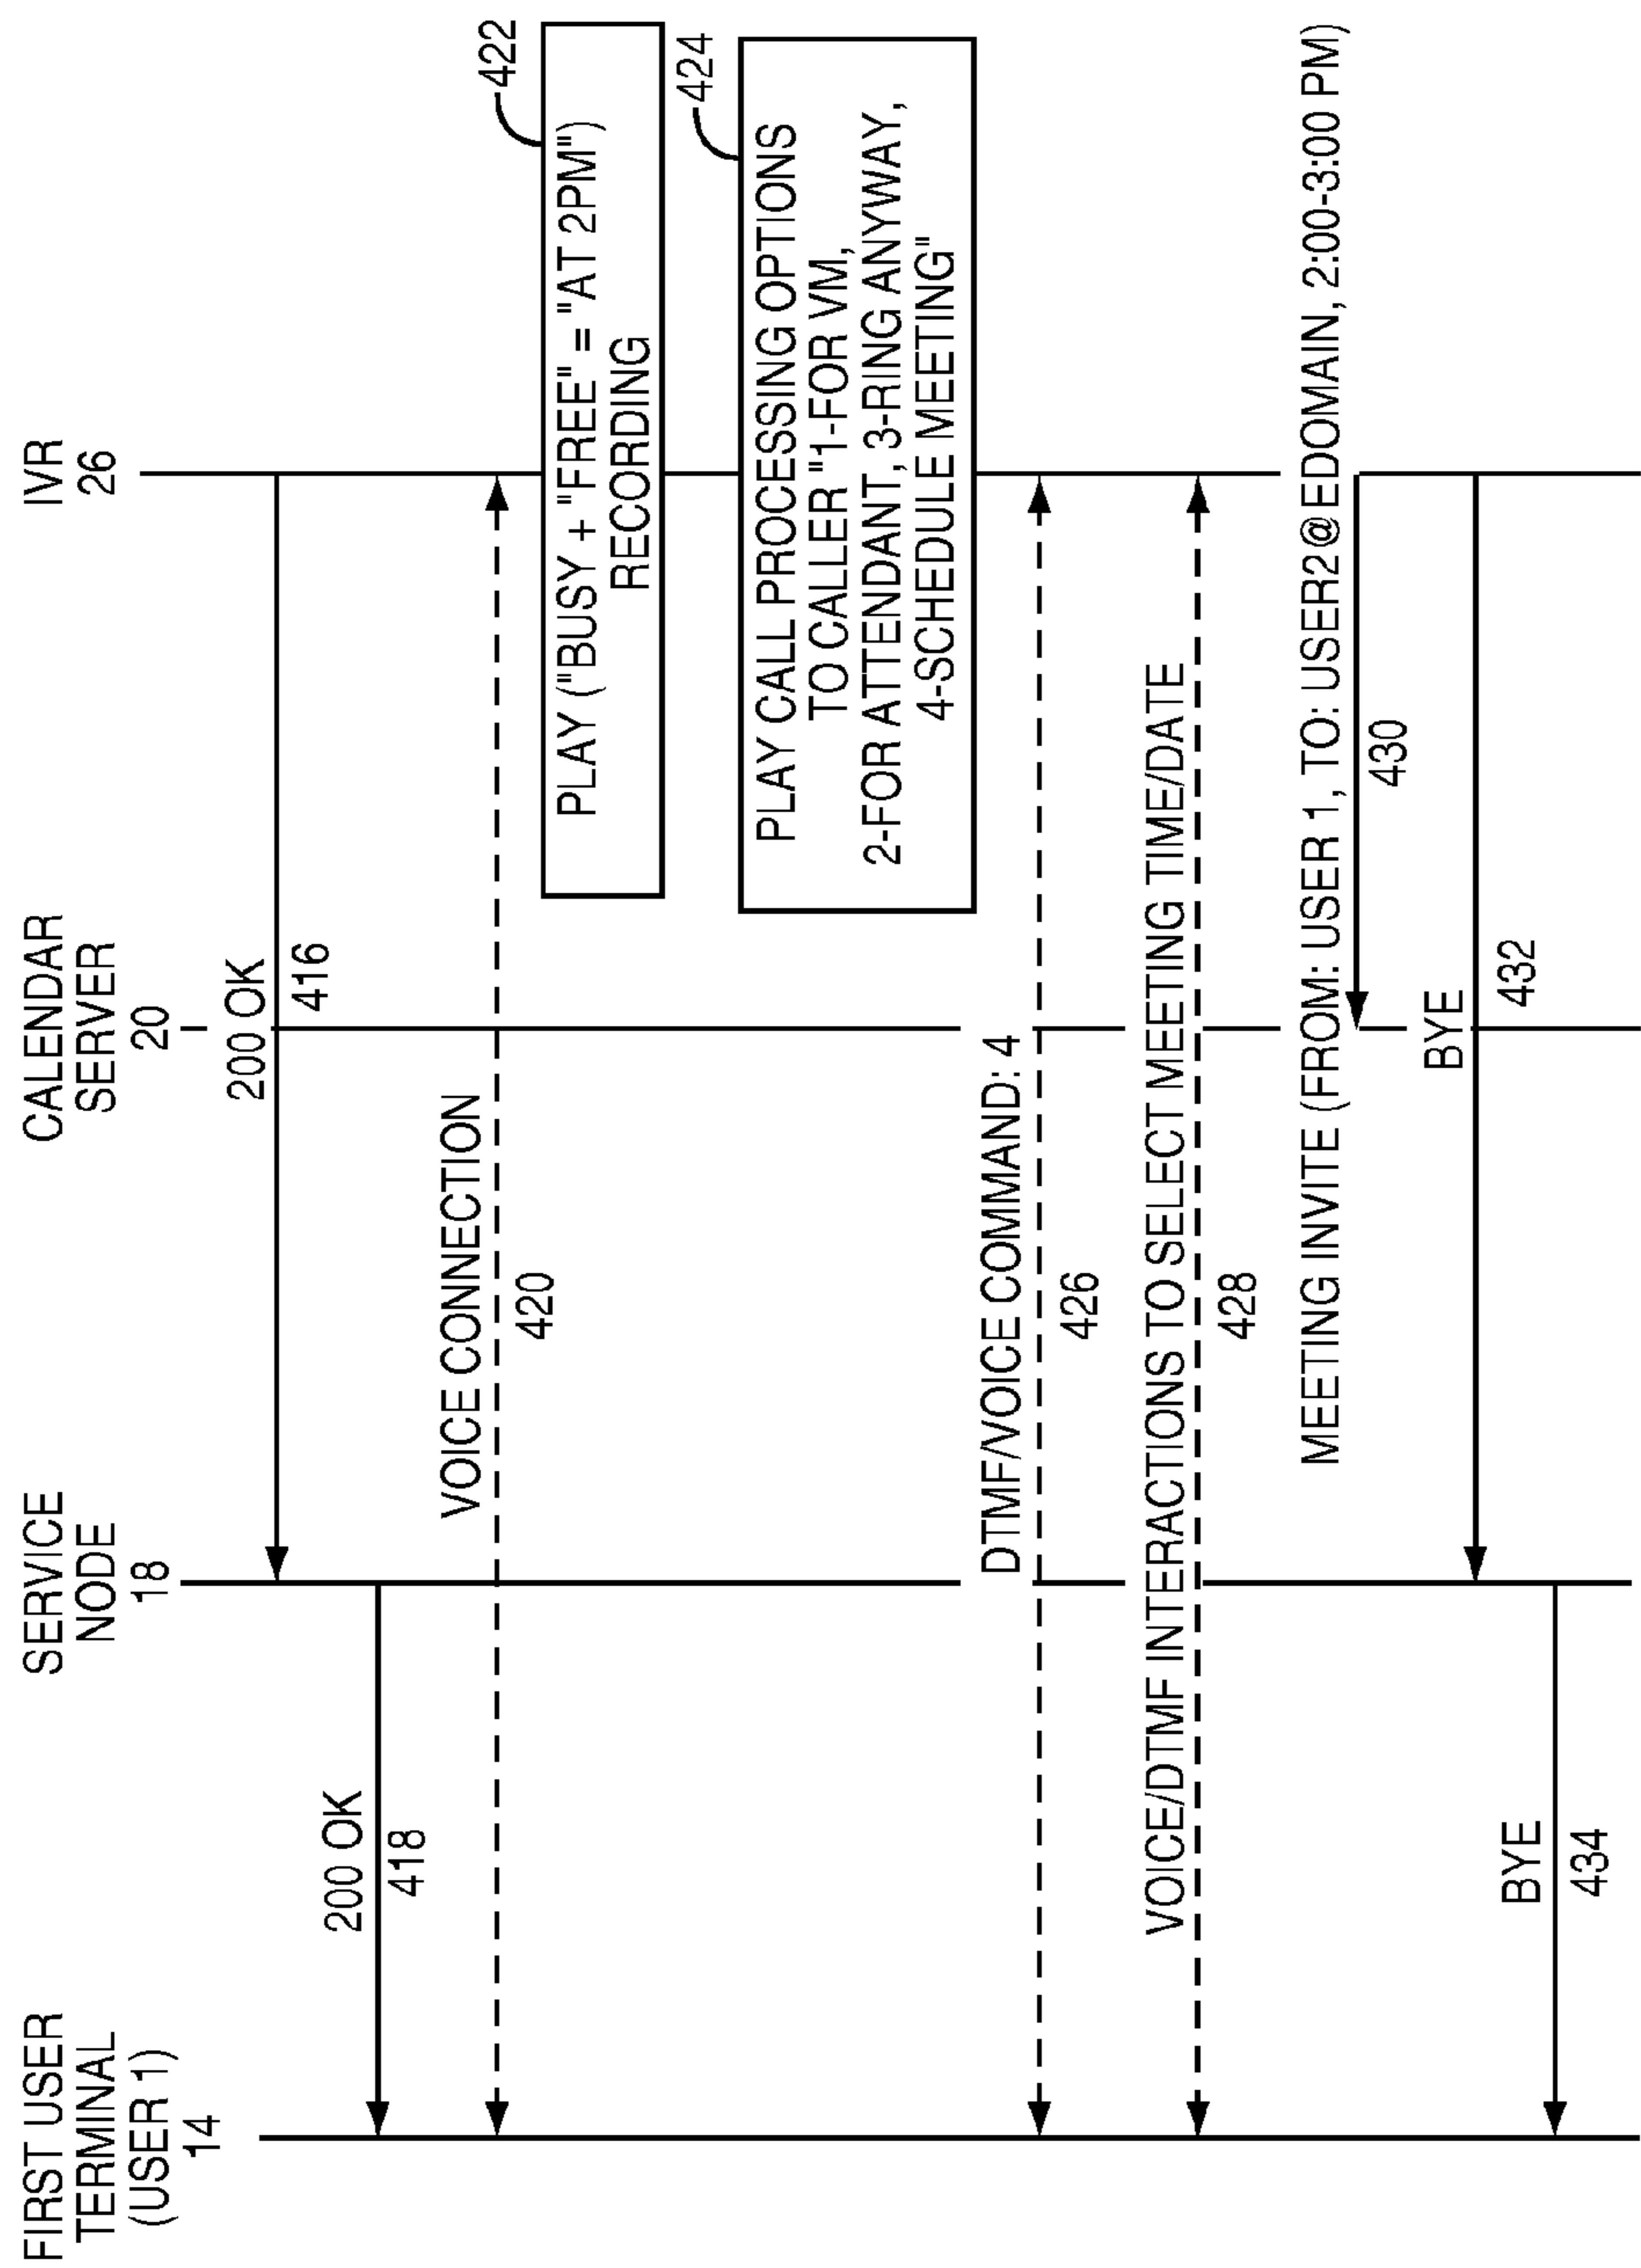 FIRST USER
TERMINAL
(USER 1)
14
SERVICE
NODE
18
CALENDAR
SERVER
20
IVR
26
200 OK
416
200 OK
418
VOICE CONNECTION
420
422
PLAY ("BUSY + "FREE" = "AT 2PM")
RECORDING
424
PLAY CALL PROCESSING OPTIONS
TO CALLER "1-FOR VM,
2-FOR ATTENDANT, 3-RING ANYWAY,
4-SCHEDULE MEETING"
DTMF/VOICE COMMAND: 4
426
VOICE/DTMF INTERACTIONS TO SELECT MEETING TIME/DATE
428
MEETING INVITE (FROM: USER 1, TO: USER2@EDOMAIN, 2:00-3:00 PM)
430
BYE
432
BYE
434